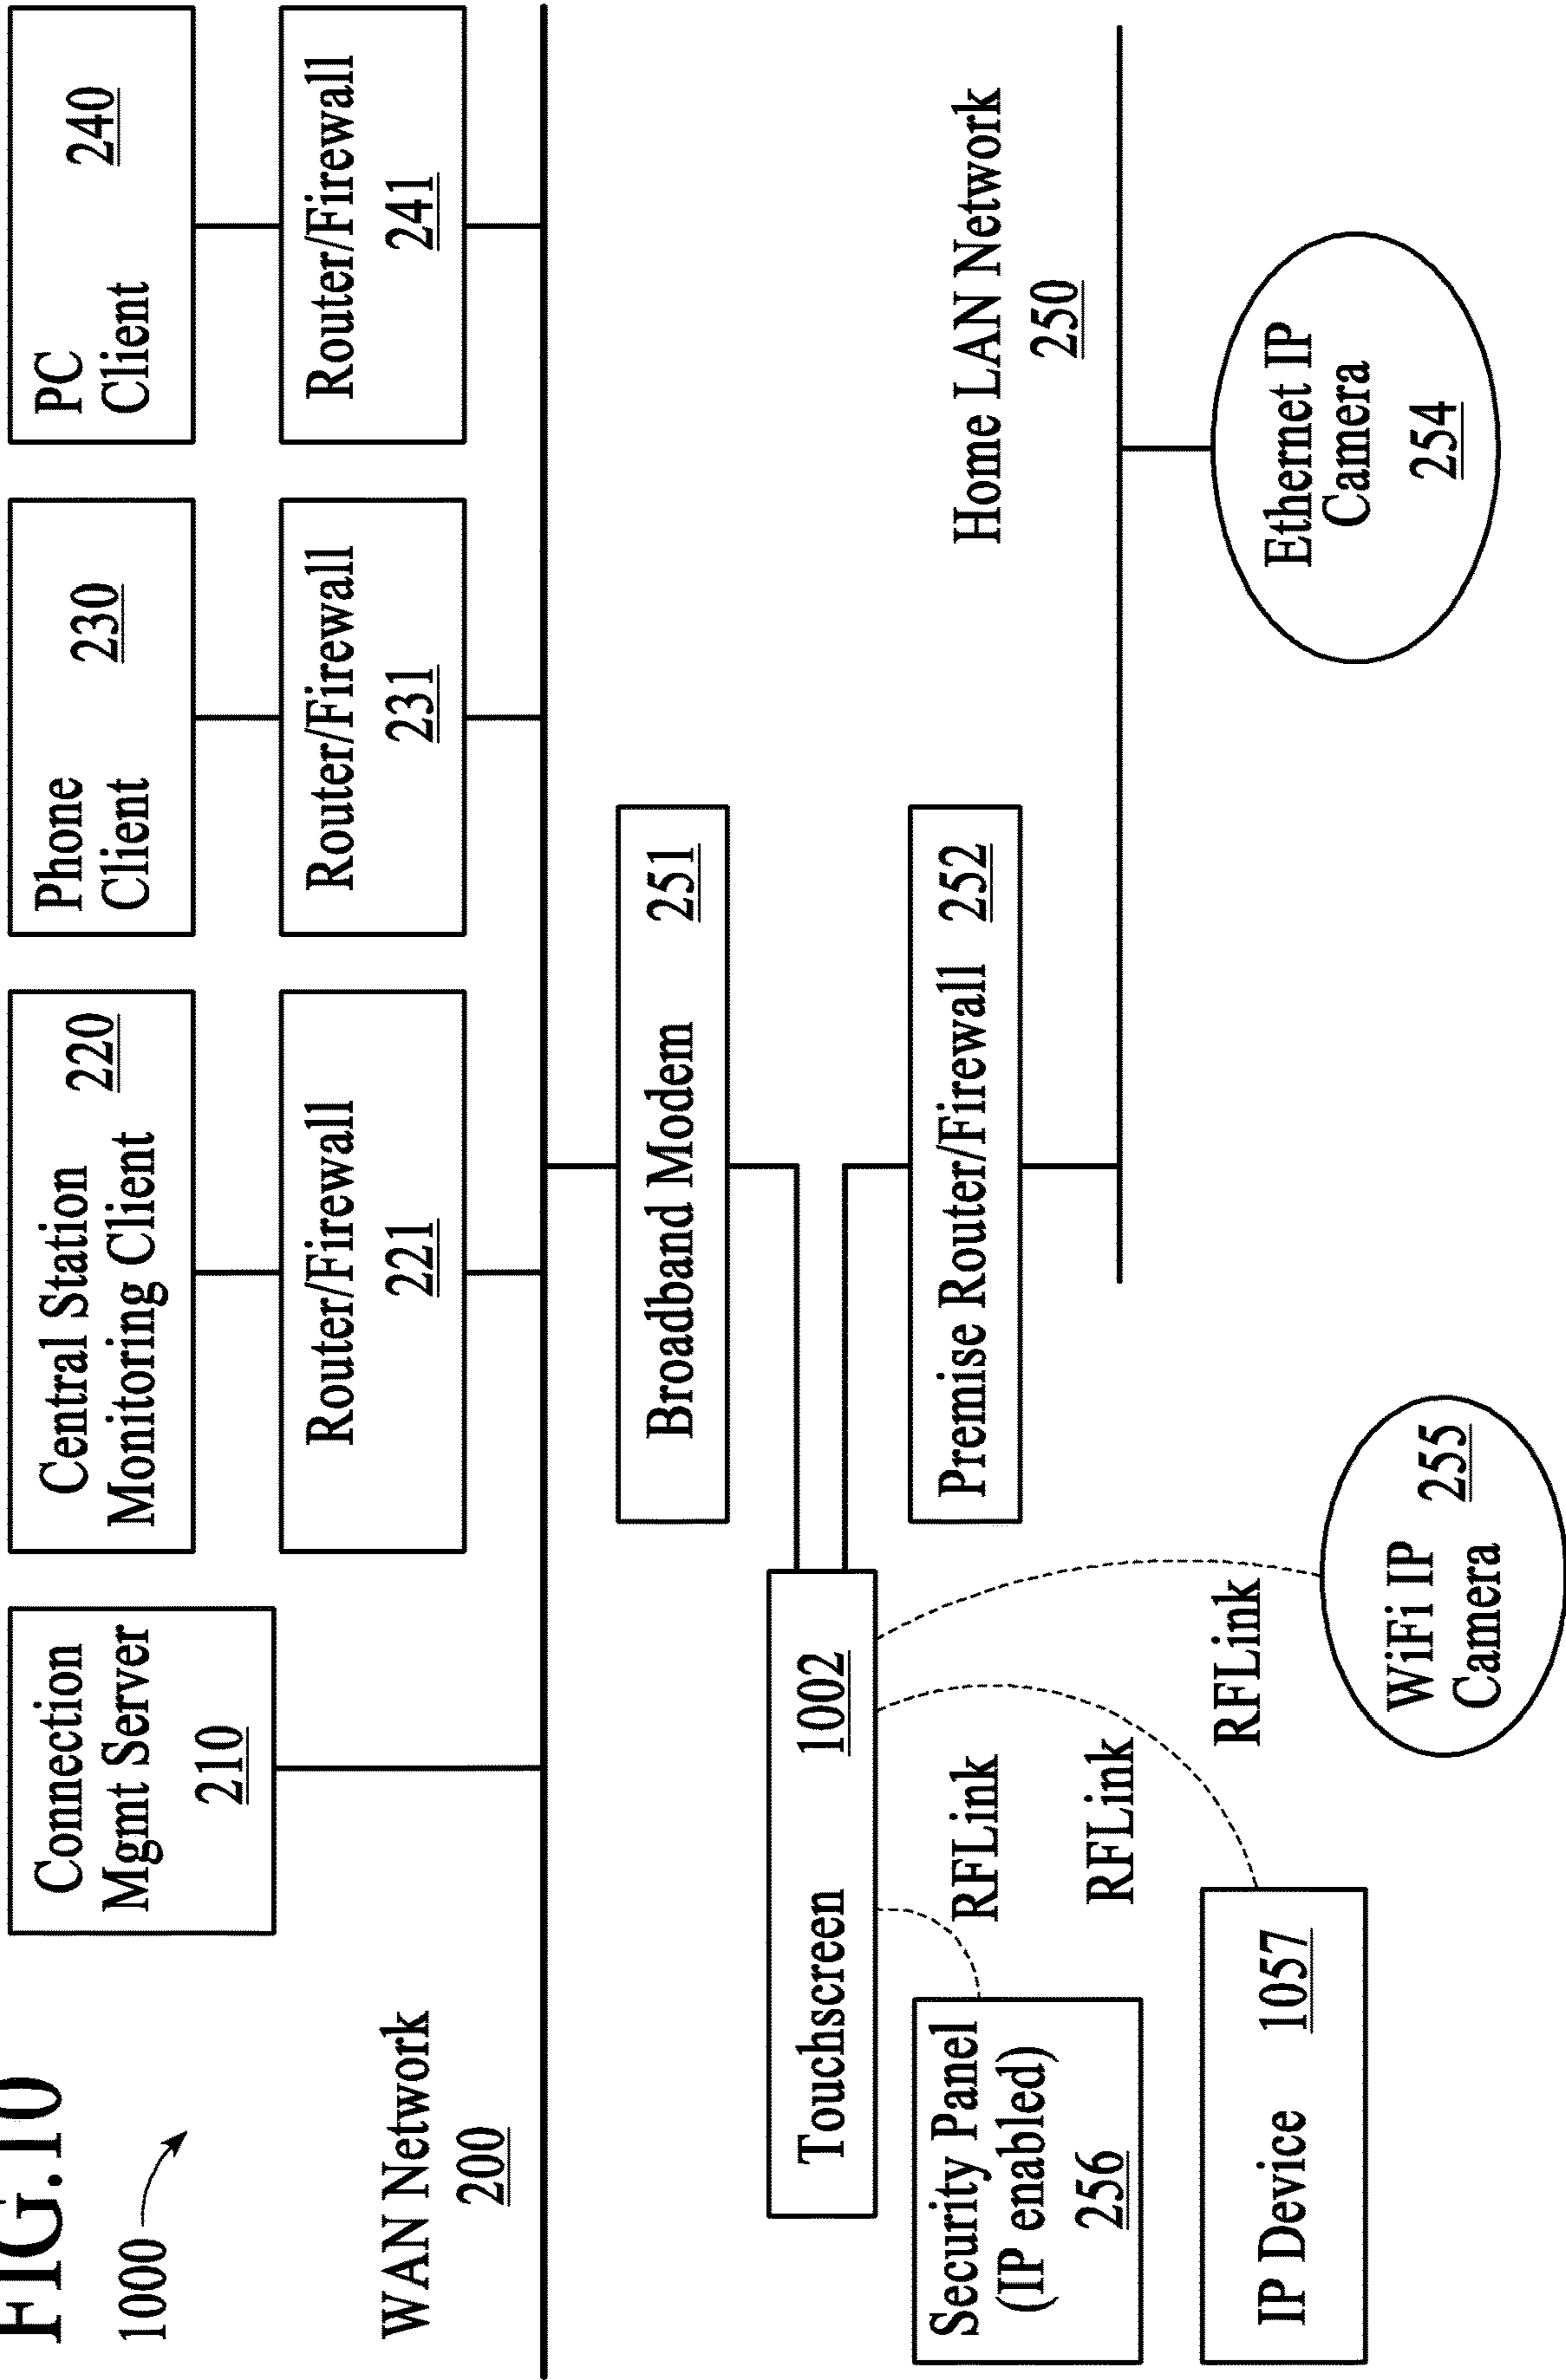 FIG.10
1000
WAN Network
200
Connection
Mgmt Server
210
Central Station
Monitoring Client
220
Phone
Client
230
PC
Client
240
Router/Firewall
221
Router/Firewall
231
Router/Firewall
241
Broadband Modem 251
Touchscreen 1002
Premise Router/Firewall 252
Home LAN Network
250
Security Panel
(IP enabled)
256
RFLink
RFLink
RFLink
IP Device 1057
WiFi IP
Camera
255
Ethernet IP
Camera
254